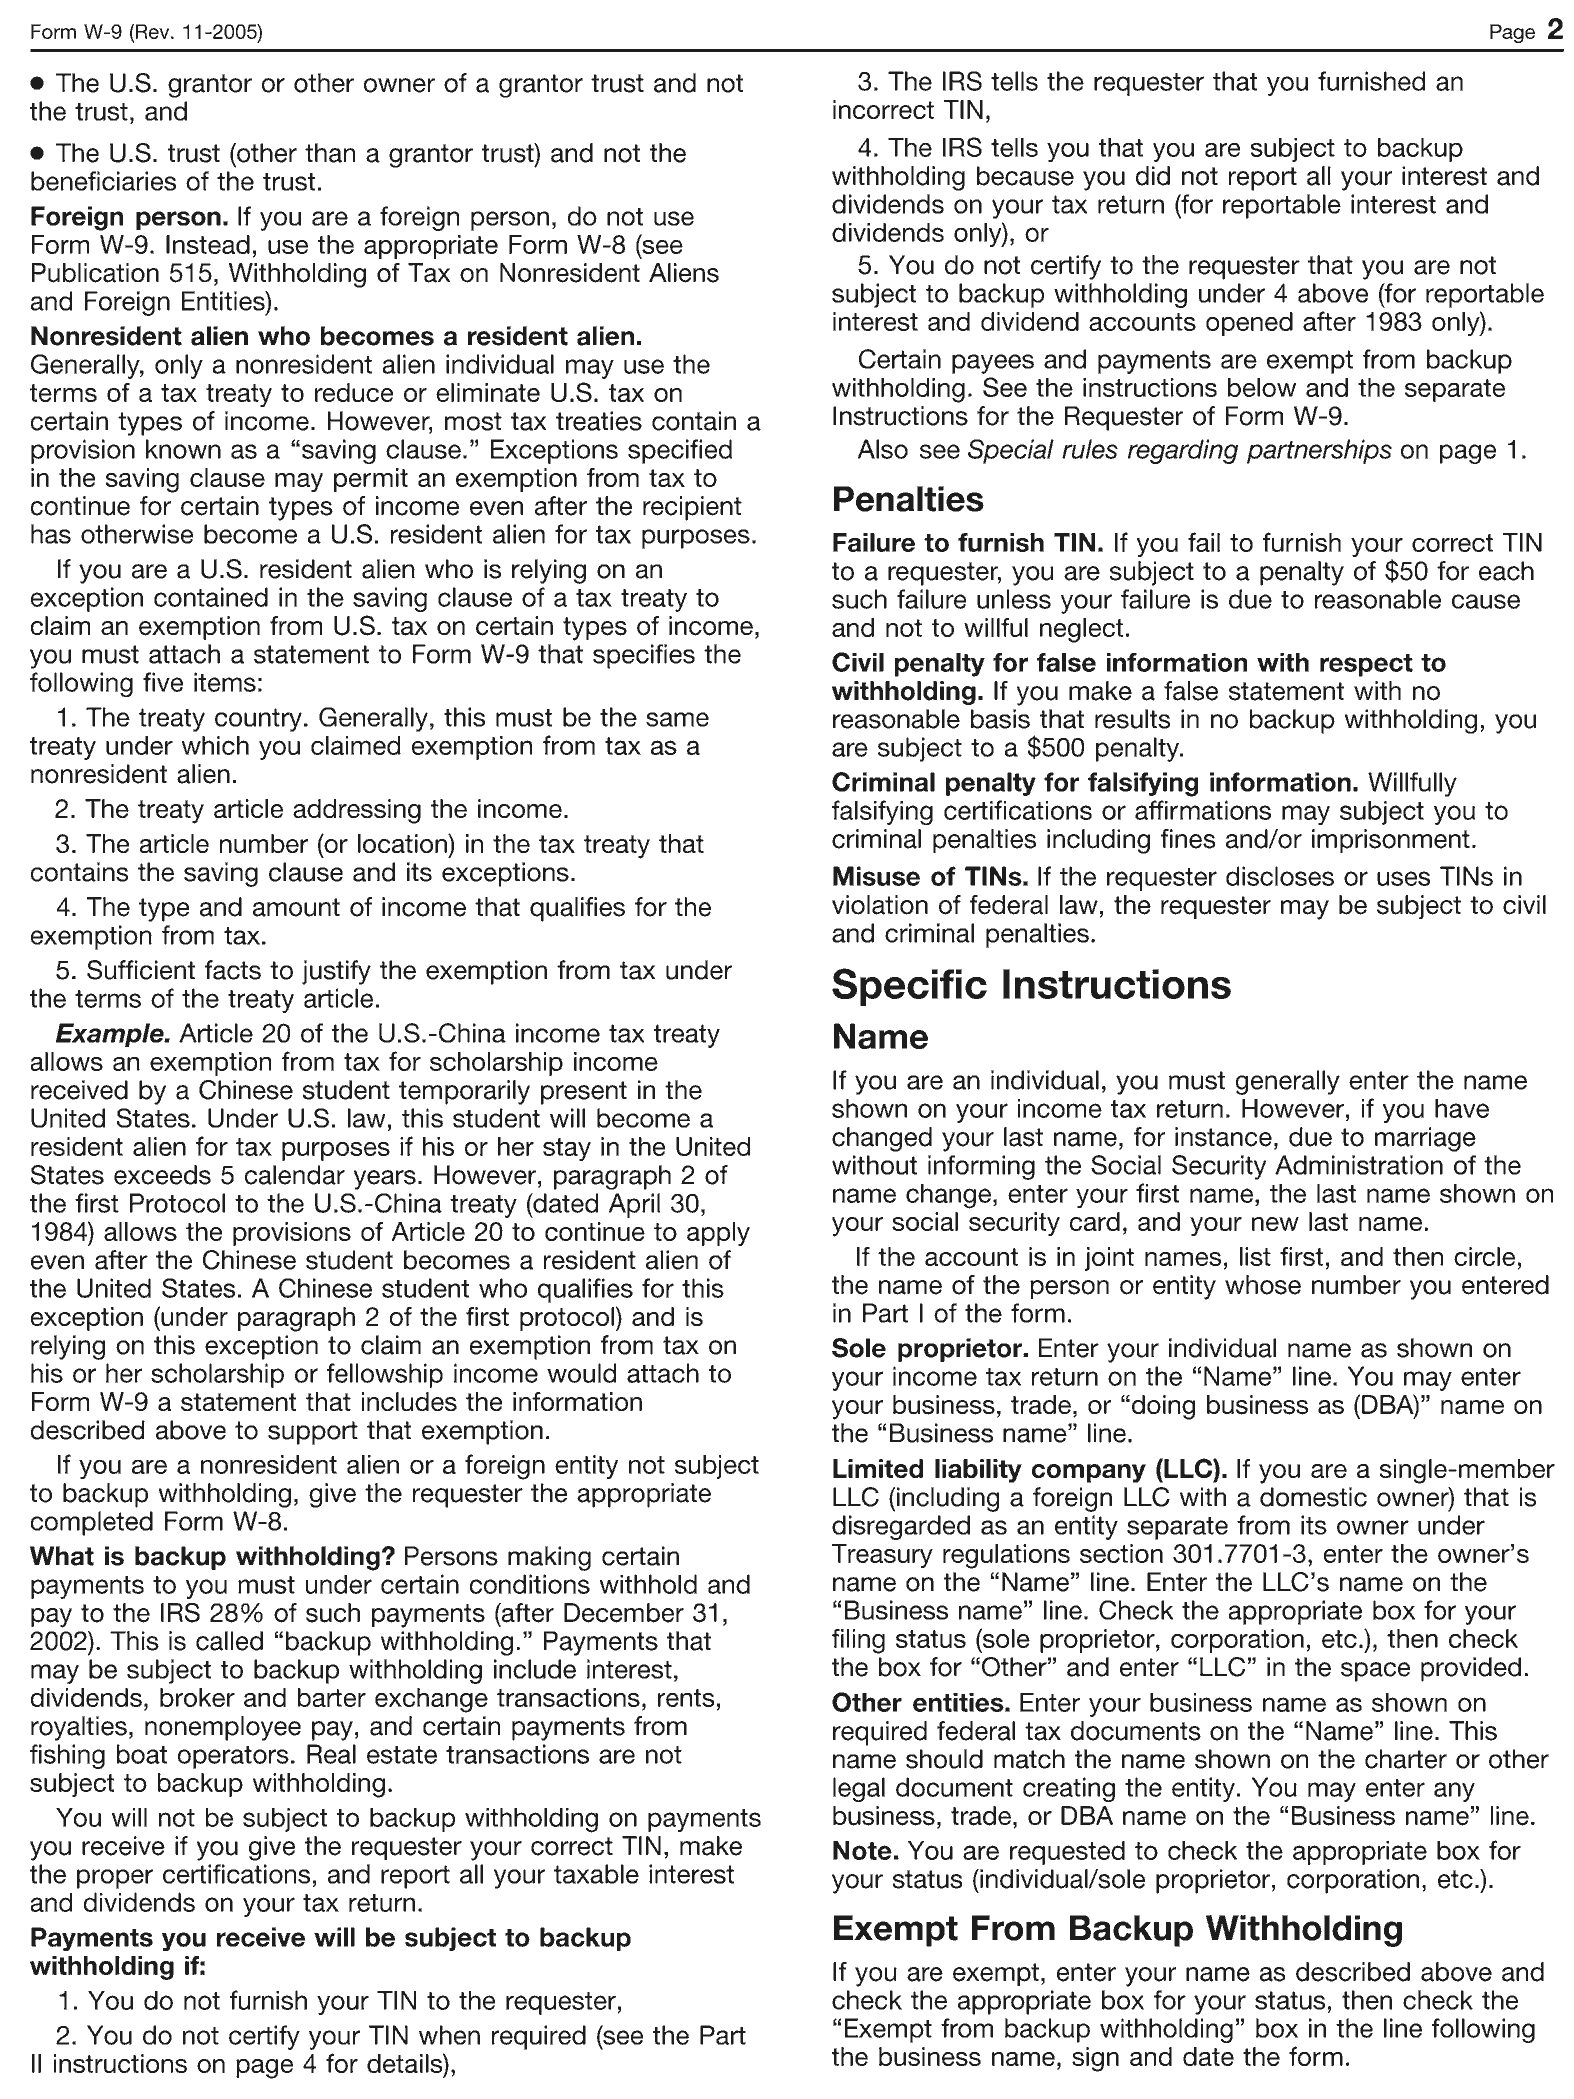 Form W-9 (Rev. 11-2005)
Page 2
● The U.S. grantor or other owner of a grantor trust and not
the trust, and
● The U.S. trust (other than a grantor trust) and not the
beneficiaries of the trust.
Foreign person. If you are a foreign person, do not use
Form W-9. Instead, use the appropriate Form W-8 (see
Publication 515, Withholding of Tax on Nonresident Aliens
and Foreign Entities).
Nonresident alien who becomes a resident alien.
Generally, only a nonresident alien individual may use the
terms of a tax treaty to reduce or eliminate U.S. tax on
certain types of income. However, most tax treaties contain a
provision known as a “saving clause.” Exceptions specified
in the saving clause may permit an exemption from tax to
continue for certain types of income even after the recipient
has otherwise become a U.S. resident alien for tax purposes.
If you are a U.S. resident alien who is relying on an
exception contained in the saving clause of a tax treaty to
claim an exemption from U.S. tax on certain types of income,
you must attach a statement to Form W-9 that specifies the
following five items:
1. The treaty country. Generally, this must be the same
treaty under which you claimed exemption from tax as a
nonresident alien.
2. The treaty article addressing the income.
3. The article number (or location) in the tax treaty that
contains the saving clause and its exceptions.
4. The type and amount of income that qualifies for the
exemption from tax.
5. Sufficient facts to justify the exemption from tax under
the terms of the treaty article.
Example. Article 20 of the U.S.-China income tax treaty
allows an exemption from tax for scholarship income
received by a Chinese student temporarily present in the
United States. Under U.S. law, this student will become a
resident alien for tax purposes if his or her stay in the United
States exceeds 5 calendar years. However, paragraph 2 of
the first Protocol to the U.S.-China treaty (dated April 30,
1984) allows the provisions of Article 20 to continue to apply
even after the Chinese student becomes a resident alien of
the United States. A Chinese student who qualifies for this
exception (under paragraph 2 of the first protocol) and is
relying on this exception to claim an exemption from tax on
his or her scholarship or fellowship income would attach to
Form W-9 a statement that includes the information
described above to support that exemption.
If you are a nonresident alien or a foreign entity not subject
to backup withholding, give the requester the appropriate
completed Form W-8.
What is backup withholding? Persons making certain
payments to you must under certain conditions withhold and
pay to the IRS 28% of such payments (after December 31,
2002). This is called “backup withholding.” Payments that
may be subject to backup withholding include interest,
dividends, broker and barter exchange transactions, rents,
royalties, nonemployee pay, and certain payments from
fishing boat operators. Real estate transactions are not
subject to backup withholding.
You will not be subject to backup withholding on payments
you receive if you give the requester your correct TIN, make
the proper certifications, and report all your taxable interest
and dividends on your tax return.
Payments you receive will be subject to backup
withholding if:
1. You do not furnish your TIN to the requester,
2. You do not certify your TIN when required (see the Part
II instructions on page 4 for details),
3. The IRS tells the requester that you furnished an
incorrect TIN,
4. The IRS tells you that you are subject to backup
withholding because you did not report all your interest and
dividends on your tax return (for reportable interest and
dividends only), or
5. You do not certify to the requester that you are not
subject to backup withholding under 4 above (for reportable
interest and dividend accounts opened after 1983 only).
Certain payees and payments are exempt from backup
withholding. See the instructions below and the separate
Instructions for the Requester of Form W-9.
Also see Special rules regarding partnerships on page 1.
Penalties
Failure to furnish TIN. If you fail to furnish your correct TIN
to a requester, you are subject to a penalty of $50 for each
such failure unless your failure is due to reasonable cause
and not to willful neglect.
Civil penalty for false information with respect to
withholding. If you make a false statement with no
reasonable basis that results in no backup withholding, you
are subject to a $500 penalty.
Criminal penalty for falsifying information. Willfully
falsifying certifications or affirmations may subject you to
criminal penalties including fines and/or imprisonment.
Misuse of TINs. If the requester discloses or uses TINs in
violation of federal law, the requester may be subject to civil
and criminal penalties.
Specific Instructions
Name
If you are an individual, you must generally enter the name
shown on your income tax return. However, if you have
changed your last name, for instance, due to marriage
without informing the Social Security Administration of the
name change, enter your first name, the last name shown on
your social security card, and your new last name.
If the account is in joint names, list first, and then circle,
the name of the person or entity whose number you entered
in Part I of the form.
Sole proprietor. Enter your individual name as shown on
your income tax return on the “Name” line. You may enter
your business, trade, or “doing business as (DBA)” name on
the “Business name” line.
Limited liability company (LLC). If you are a single-member
LLC (including a foreign LLC with a domestic owner) that is
disregarded as an entity separate from its owner under
Treasury regulations section 301.7701-3, enter the owner’s
name on the “Name” line. Enter the LLC’s name on the
“Business name” line. Check the appropriate box for your
filing status (sole proprietor, corporation, etc.), then check
the box for “Other” and enter “LLC” in the space provided.
Other entities. Enter your business name as shown on
required federal tax documents on the “Name” line. This
name should match the name shown on the charter or other
legal document creating the entity. You may enter any
business, trade, or DBA name on the “Business name” line.
Note. You are requested to check the appropriate box for
your status (individual/sole proprietor, corporation, etc.).
Exempt From Backup Withholding
If you are exempt, enter your name as described above and
check the appropriate box for your status, then check the
“Exempt from backup withholding” box in the line following
the business name, sign and date the form.